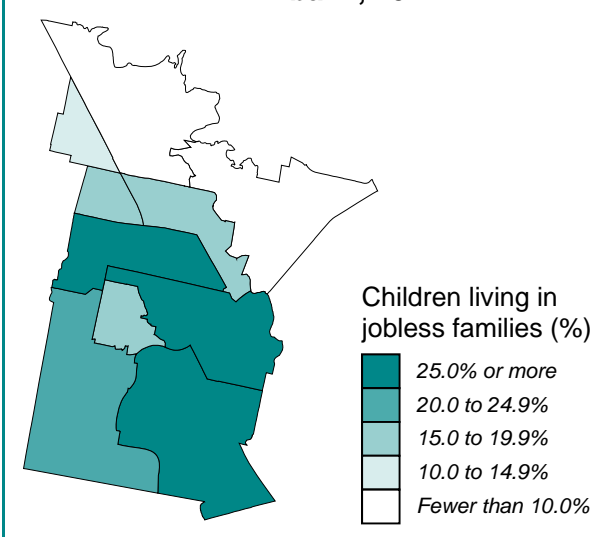 Children living in
jobless families (%)
25.0% or more
20.0 to 24.9%
15.0 to 19.9%
10.0 to 14.9%
Fewer than 10.0%